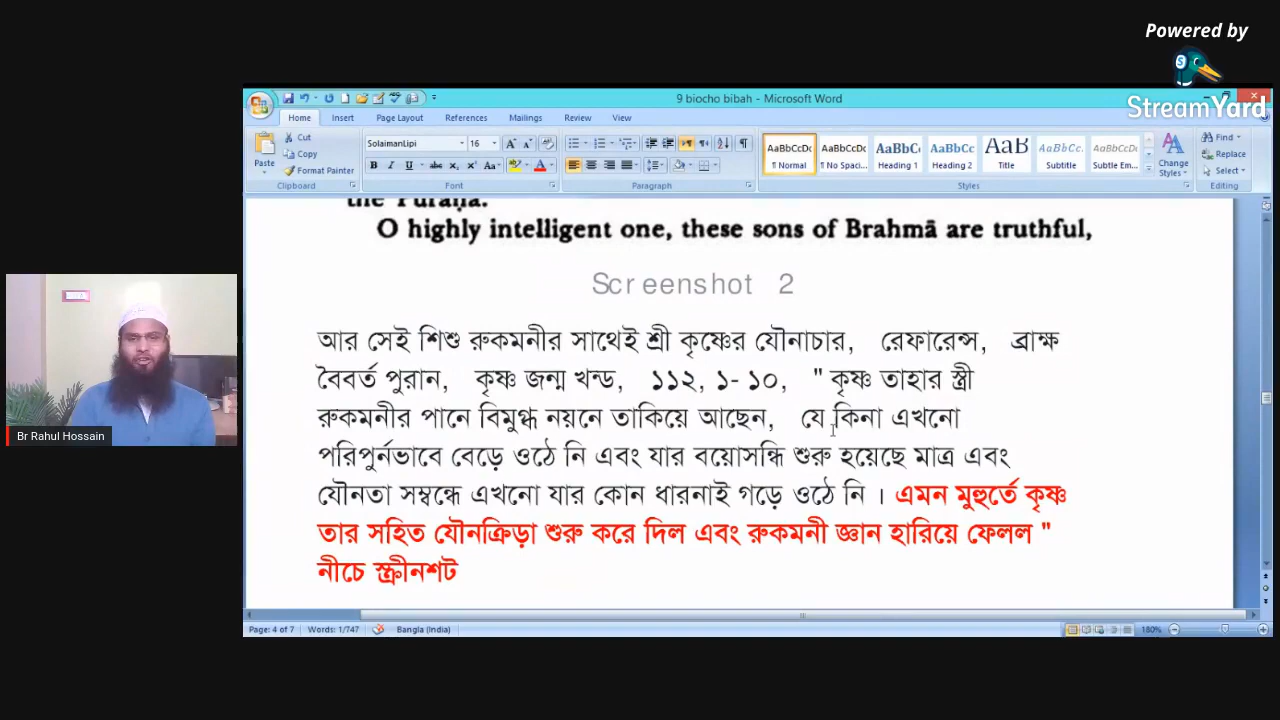 Powered by
StreamYard
9 biocho bibah - Microsoft Word
Home Insert Page Layout References Mailings Review View
Cut
Copy
Format Painter
Paste
SolaimanLipi 16
AaBbCcDc AaBbCcDc AaBbC AaBbCc AaB AaBbCc. AaBbCcDc
¶ Normal ¶ No Spaci... Heading 1 Heading 2 Title Subtitle Subtle Em...
Change Styles
Find
Replace
Select
Clipboard Font Paragraph Styles Editing
the Purāṇa.
O highly intelligent one, these sons of Brahmā are truthful,
Screenshot 2
আর সেই শিশু রুকমনীর সাথেই শ্রী কৃষ্ণের যৌনাচার, রেফারেন্স, ব্রাক্ষ
বৈবর্ত পুরান, কৃষ্ণ জন্ম খন্ড, ১১২, ১- ১০, " কৃষ্ণ তাহার স্ত্রী
রুকমনীর পানে বিমুগ্ধ নয়নে তাকিয়ে আছেন, যে কিনা এখনো
পরিপুর্নভাবে বেড়ে ওঠে নি এবং যার বয়োসন্ধি শুরু হয়েছে মাত্র এবং
যৌনতা সম্বন্ধে এখনো যার কোন ধারনাই গড়ে ওঠে নি । এমন মুহুর্তে কৃষ্ণ
তার সহিত যৌনক্রিড়া শুরু করে দিল এবং রুকমনী জ্ঞান হারিয়ে ফেলল "
নীচে স্ক্রীনশট
Br Rahul Hossain
Page: 4 of 7 Words: 1/747 Bangla (India) 180%